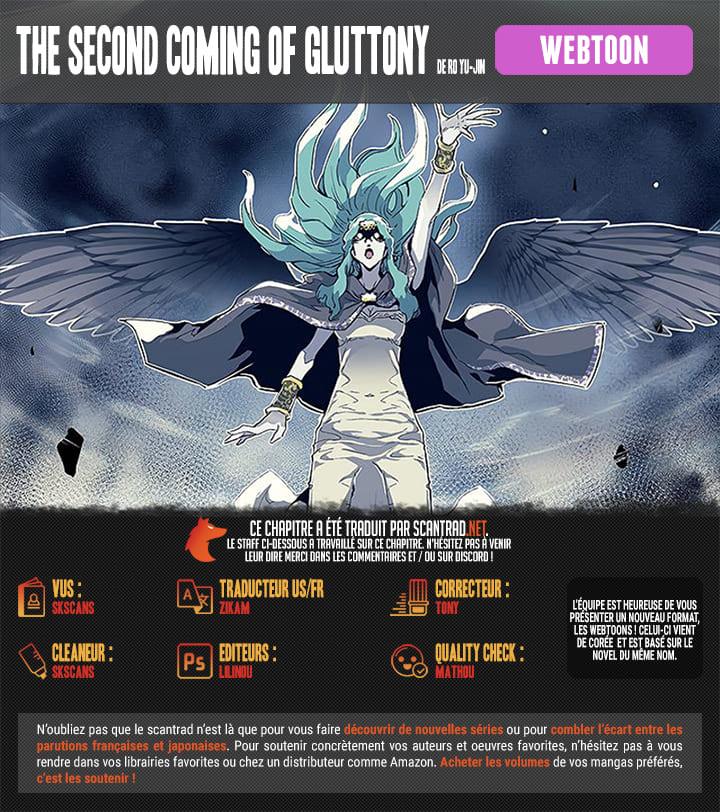 THE SECOND COMING OF GLUTTONY DE RO YU-JIN WEBTOON
CE CHAPITRE A ÉTÉ TRADUIT PAR SCANTRAD.NET.
LE STAFF CI-DESSOUS A TRAVAILLÉ SUR CE CHAPITRE. N'HÉSITEZ PAS À VENIR
LEUR DIRE MERCI DANS LES COMMENTAIRES ET / OU SUR DISCORD !
VUS :
SKSCANS
TRADUCTEUR US/FR
ZIKAM
CORRECTEUR :
TONY
CLEANEUR :
SKSCANS
Ps
EDITEURS :
LILINOU
QUALITY CHECK :
MATHOU
L'ÉQUIPE EST HEUREUSE DE VOUS
PRÉSENTER UN NOUVEAU FORMAT,
LES WEBTOONS ! CELUI-CI VIENT
DE CORÉE ET EST BASÉ SUR LE
NOVEL DU MÊME NOM.
N'oubliez pas que le scantrad n'est là que pour vous faire découvrir de nouvelles séries ou pour combler l'écart entre les
parutions françaises et japonaises. Pour soutenir concrètement vos auteurs et oeuvres favorites, n'hésitez pas à vous
rendre dans vos librairies favorites ou chez un distributeur comme Amazon. Acheter les volumes de vos mangas préférés,
c'est les soutenir !